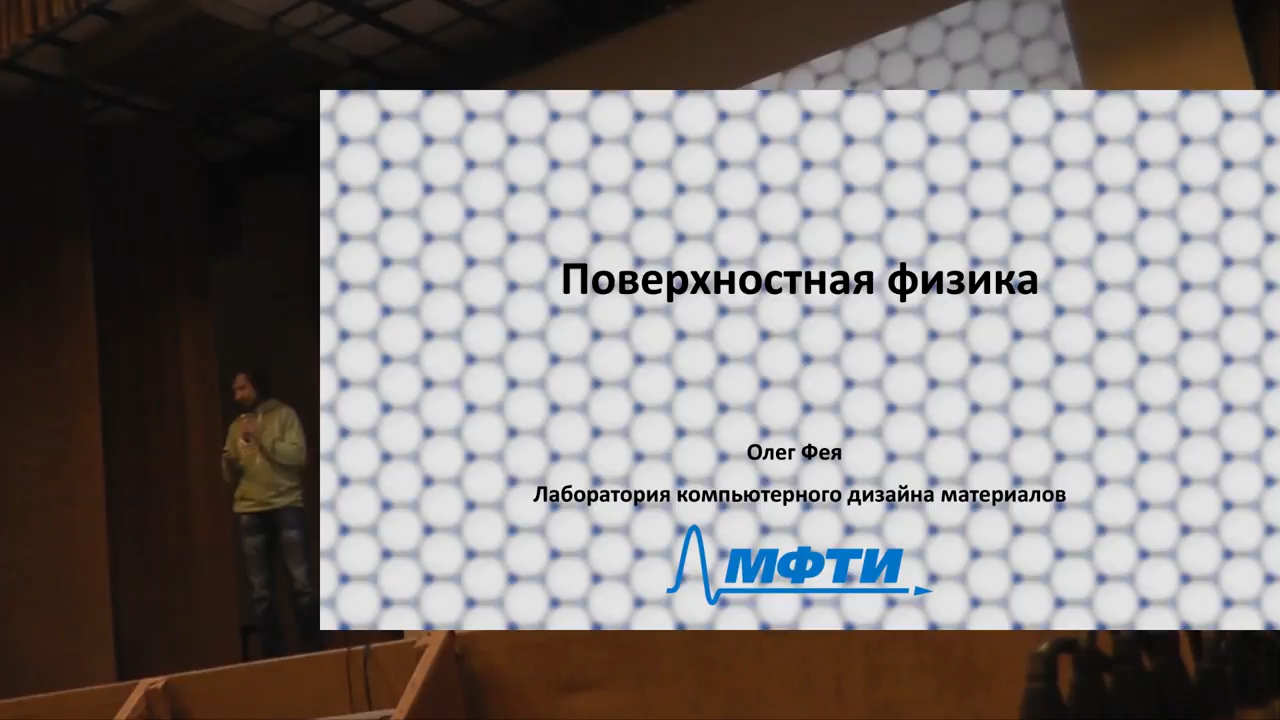 Поверхностная физика
Олег Фея
Лаборатория компьютерного дизайна материалов
МФТИ